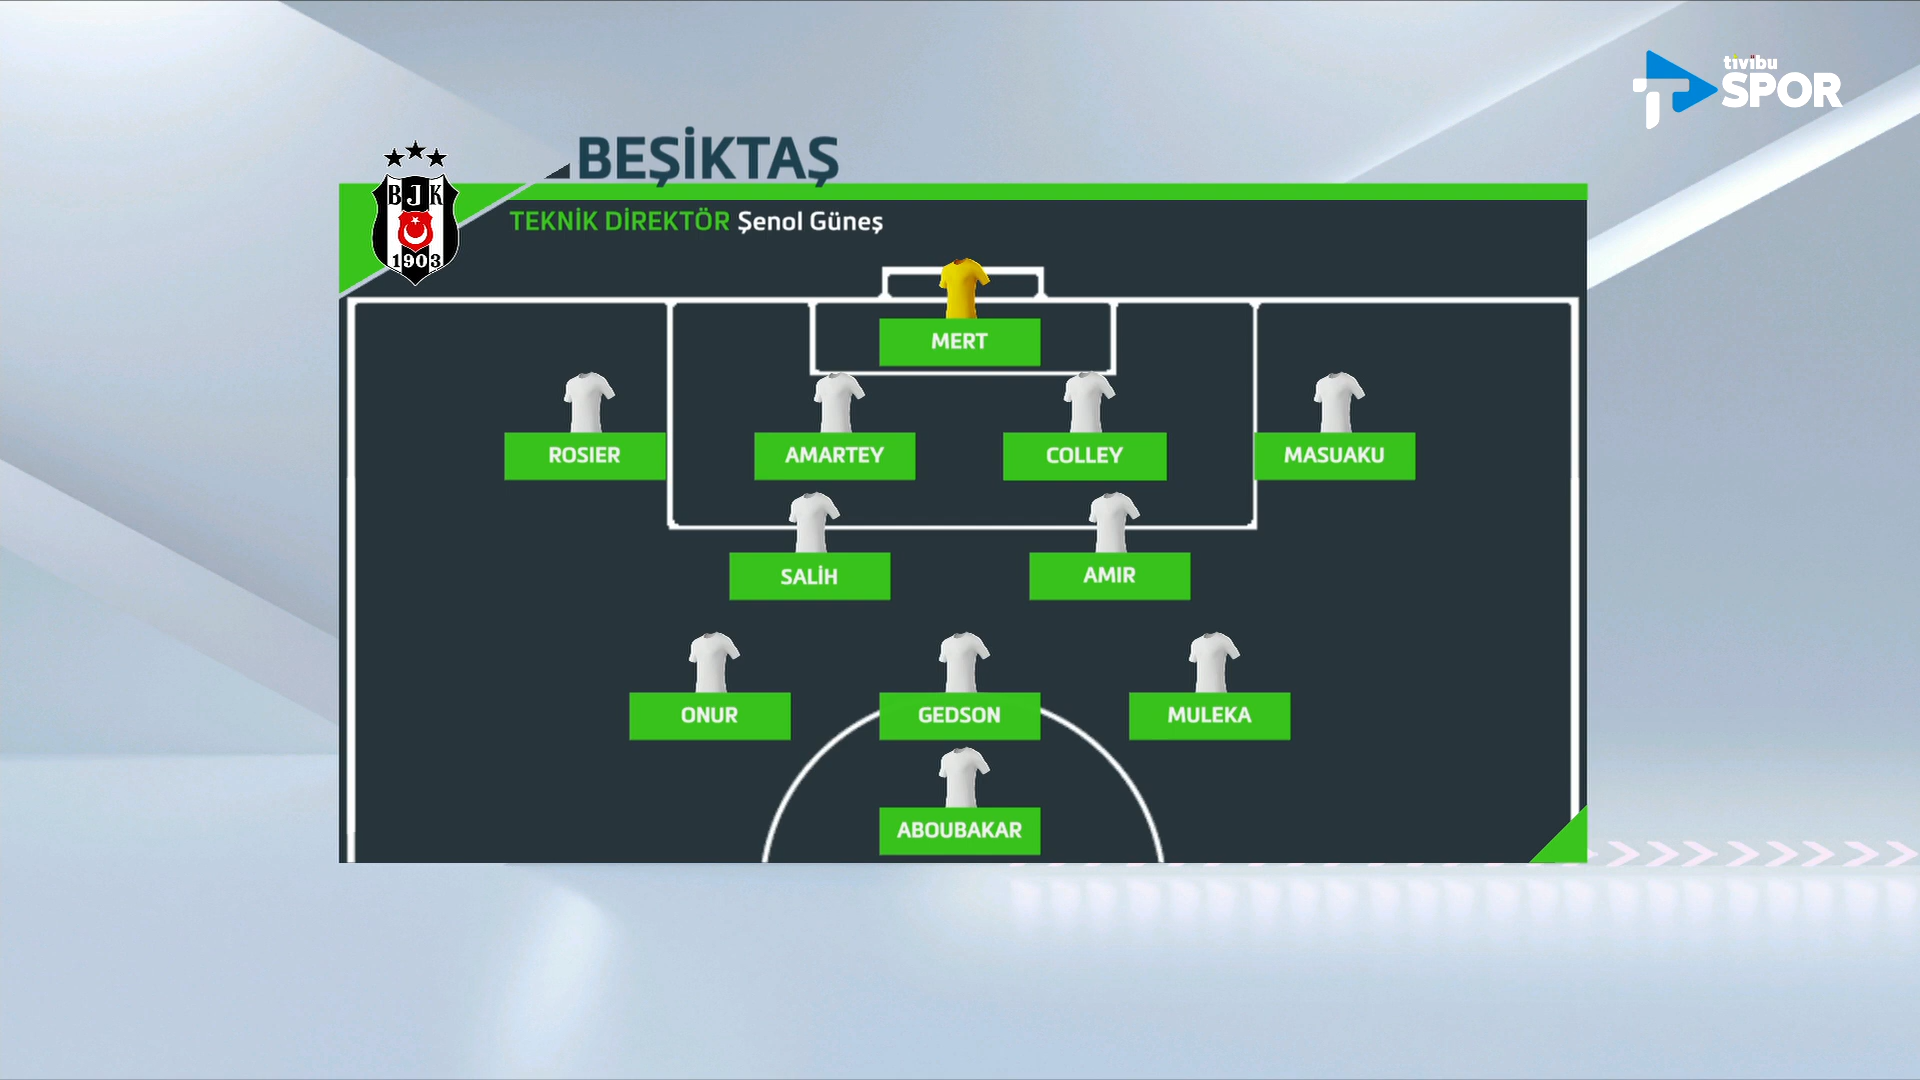 tivibu
SPOR
BEŞİKTAŞ
BJK
1903
TEKNİK DİREKTÖR Şenol Güneş
MERT
ROSIER
AMARTEY
COLLEY
MASUAKU
SALİH
AMIR
ONUR
GEDSON
MULEKA
ABOUBAKAR